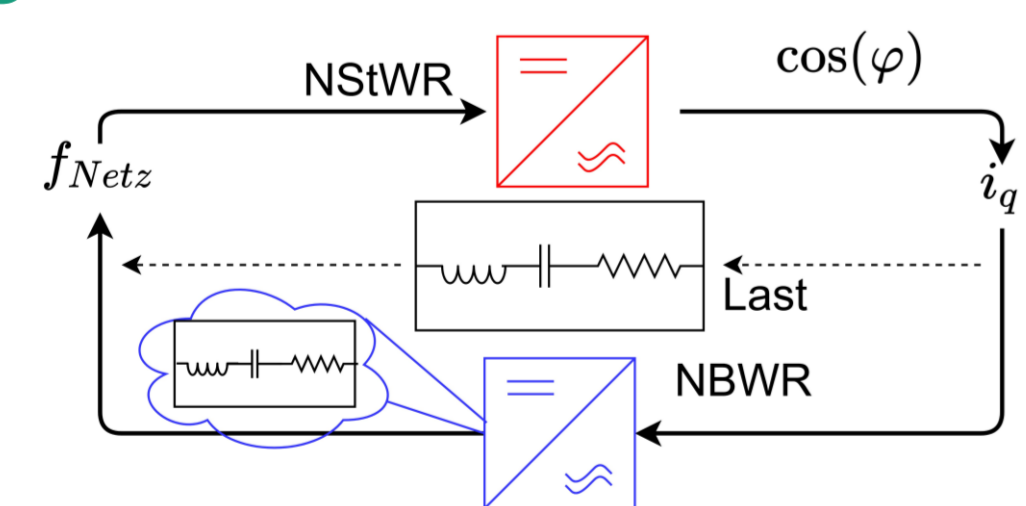 NStWR
cos(φ)
f_Netz
i_q
Last
NBWR